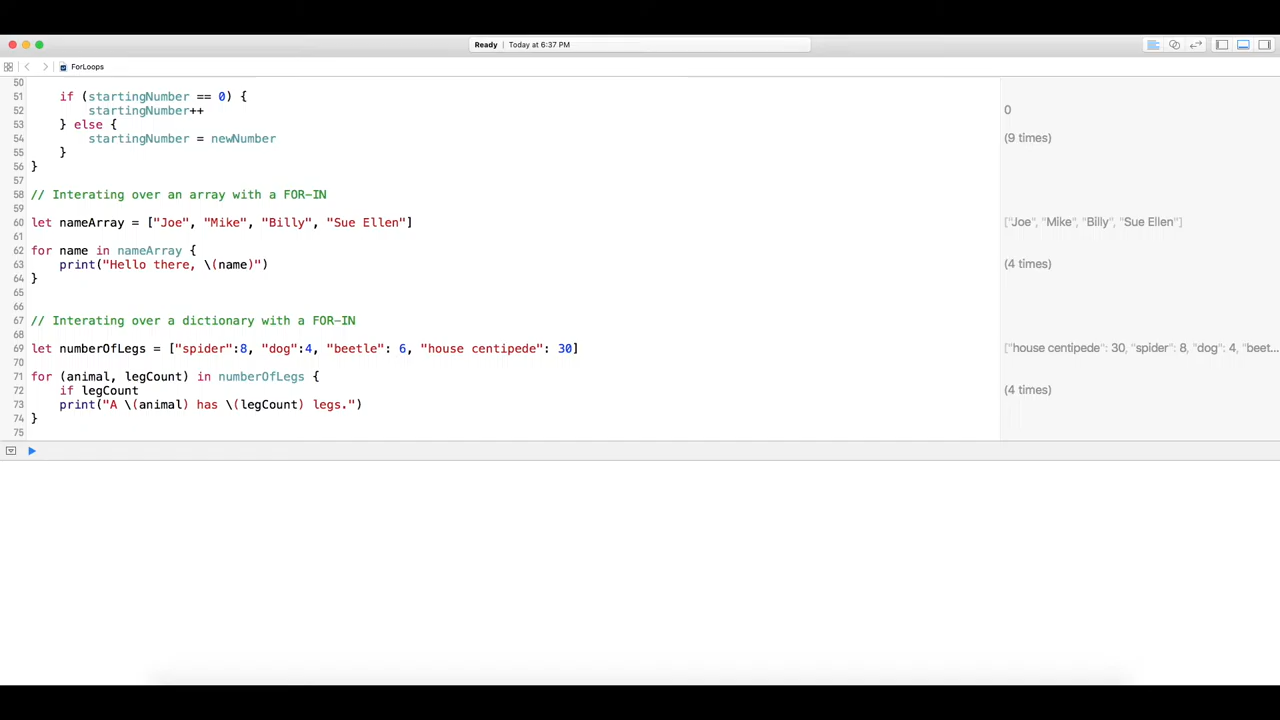 Ready Today at 6:37 PM
ForLoops
50
51 if (startingNumber == 0) {
52 startingNumber++ 0
53 } else {
54 startingNumber = newNumber (9 times)
55 }
56 }
57
58 // Interating over an array with a FOR-IN
59
60 let nameArray = ["Joe", "Mike", "Billy", "Sue Ellen"] ["Joe", "Mike", "Billy", "Sue Ellen"]
61
62 for name in nameArray {
63 print("Hello there, \(name)") (4 times)
64 }
65
66
67 // Interating over a dictionary with a FOR-IN
68
69 let numberOfLegs = ["spider":8, "dog":4, "beetle": 6, "house centipede": 30] ["house centipede": 30, "spider": 8, "dog": 4, "beet...
70
71 for (animal, legCount) in numberOfLegs {
72 if legCount (4 times)
73 print("A \(animal) has \(legCount) legs.")
74 }
75